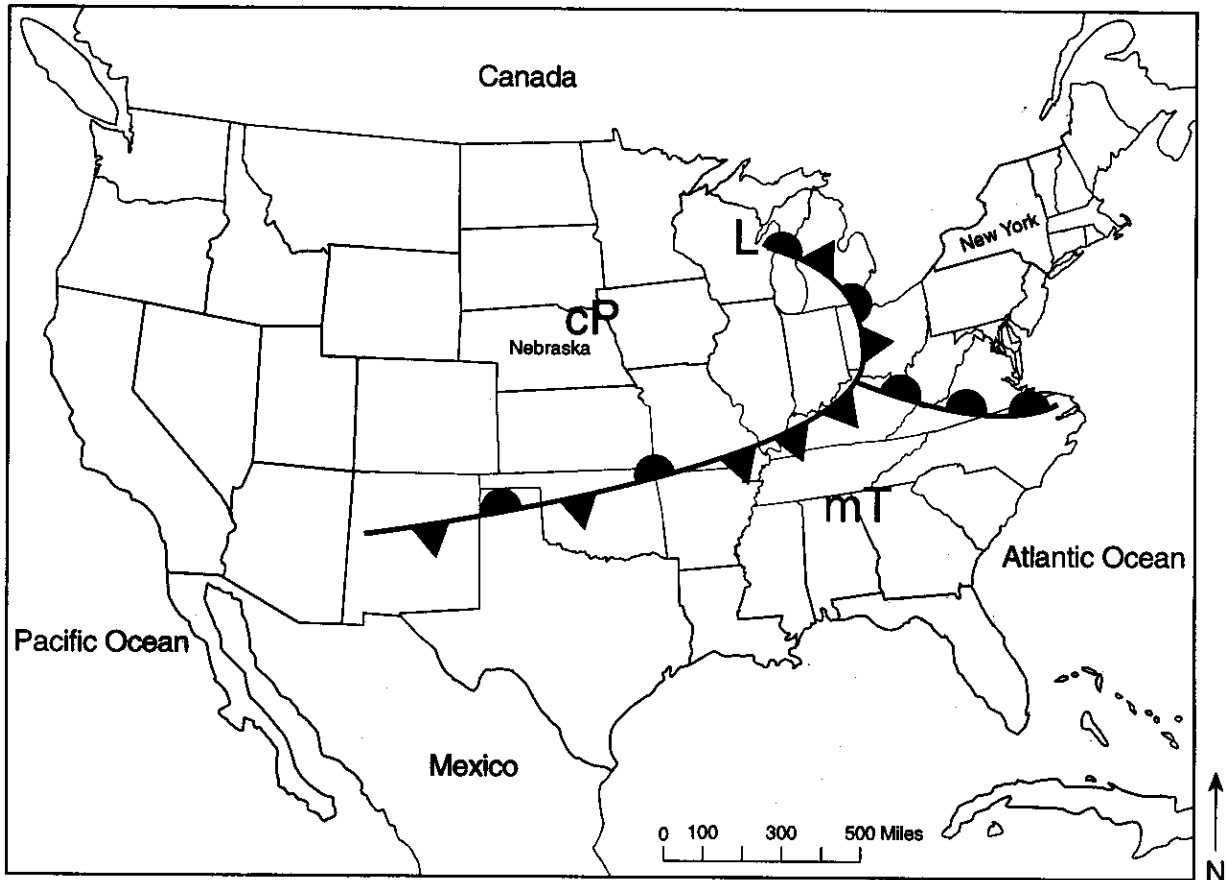 Canada
New York
L
cP
Nebraska
mT
Atlantic Ocean
Pacific Ocean
Mexico
0 100 300 500 Miles
N